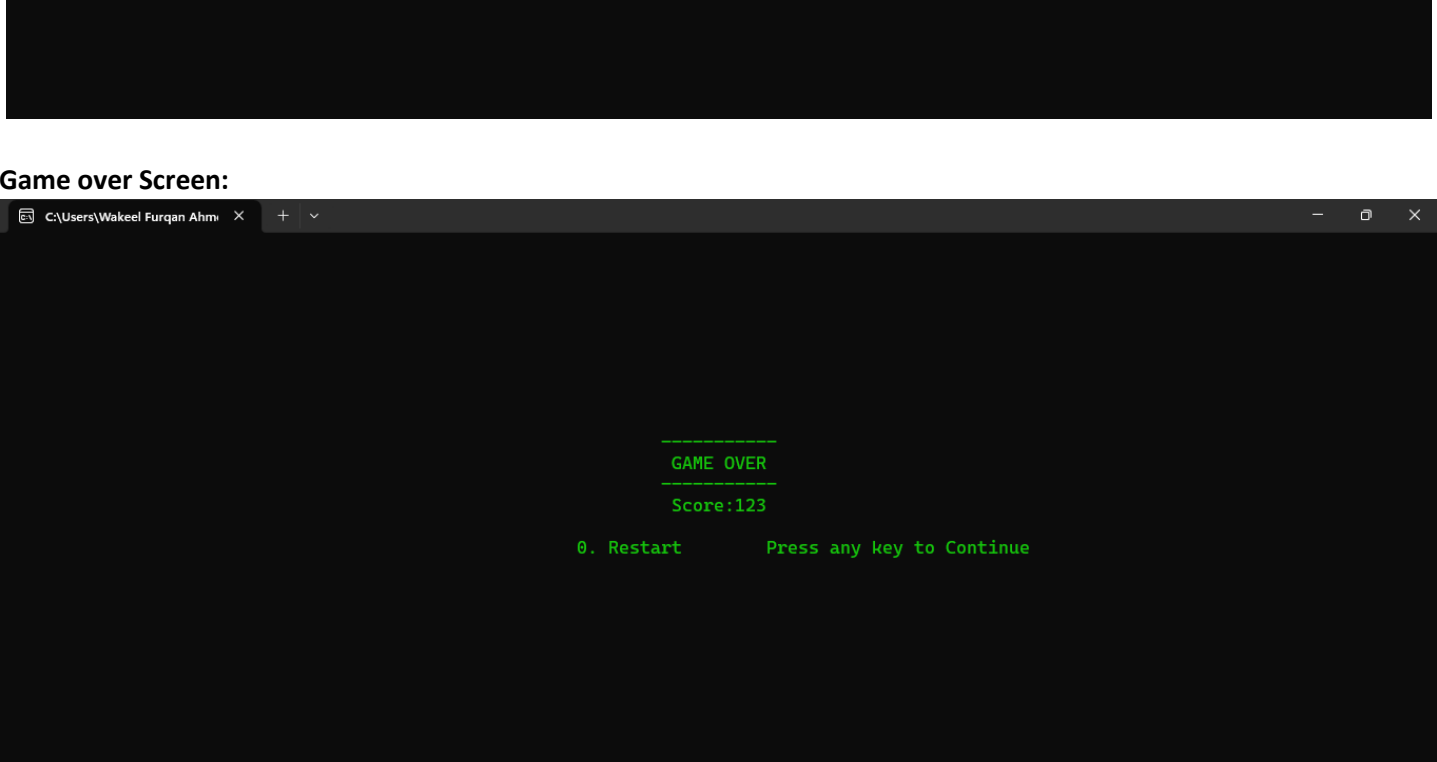 Game over Screen:
C:\Users\Wakeel Furqan Ahm
-----------
GAME OVER
-----------
Score:123
0. Restart Press any key to Continue